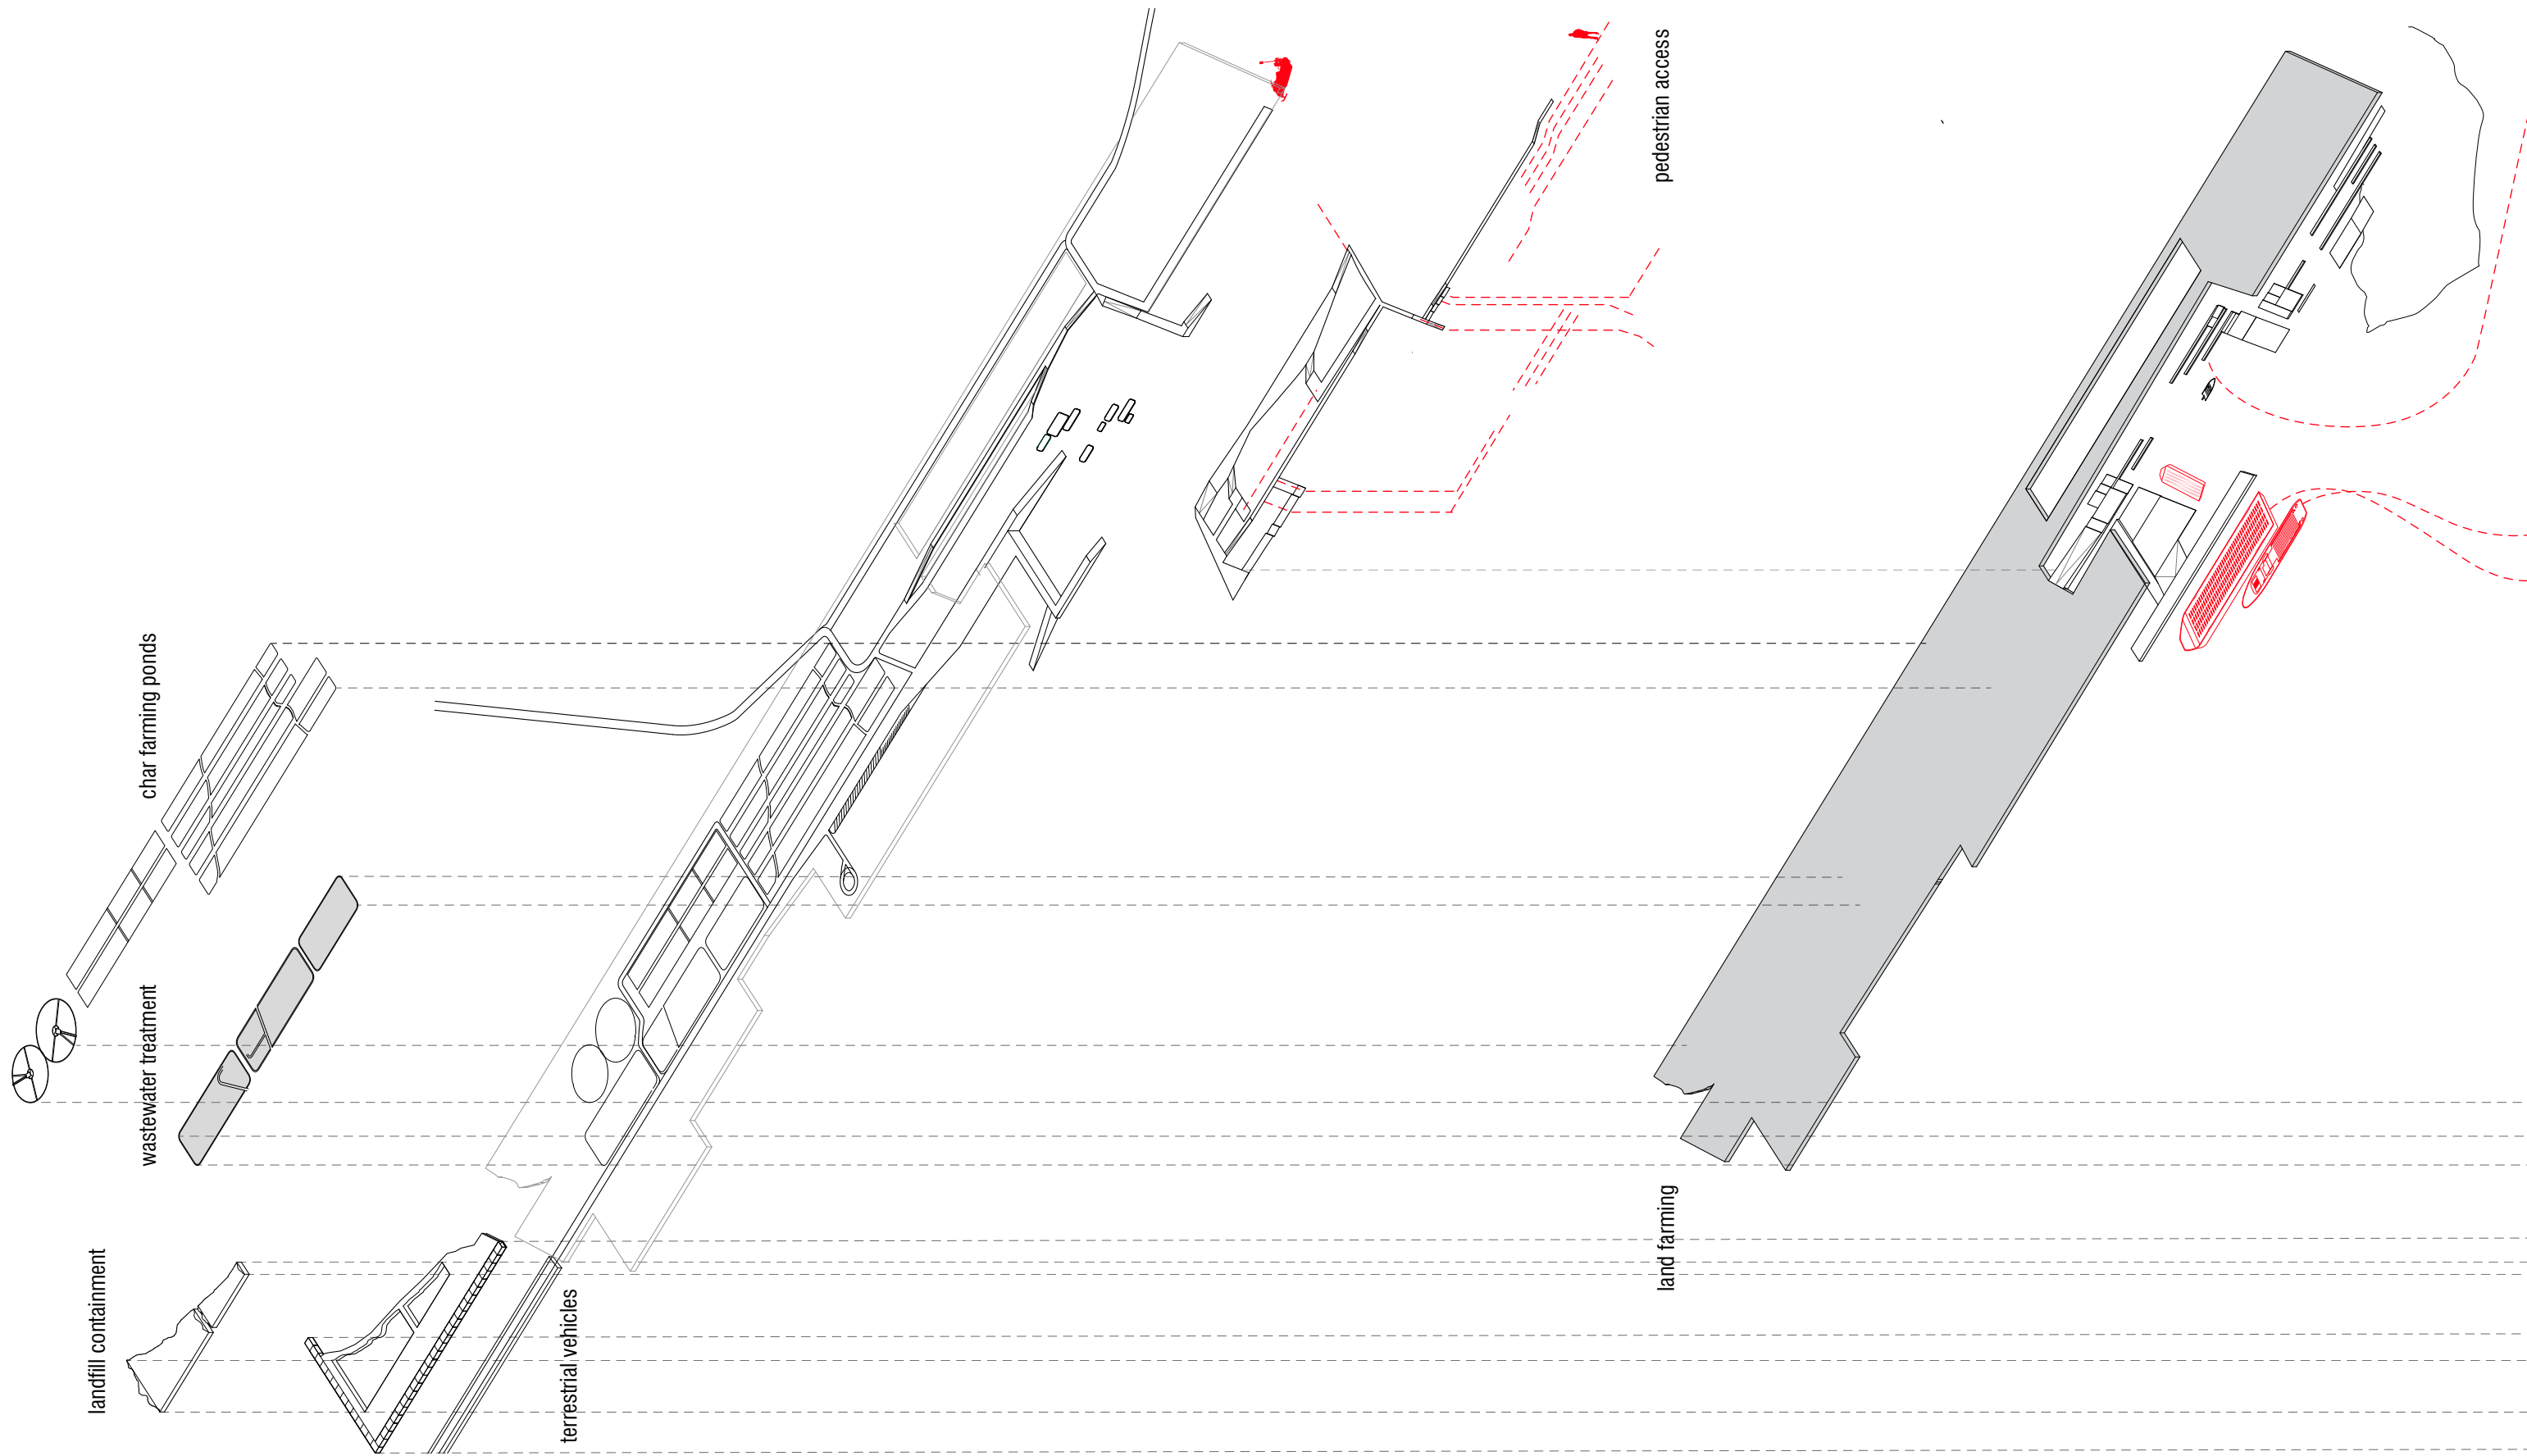 landfill containment
wastewater treatment
char farming ponds
terrestrial vehicles
pedestrian access
land farming